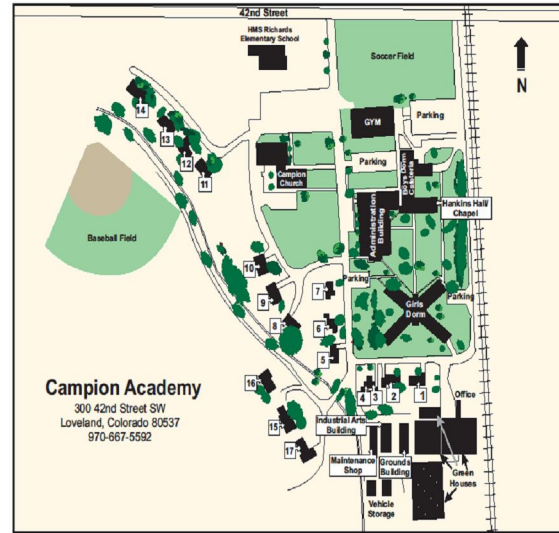 42nd Street
HMS Richards
Elementary School
Soccer Field
N
GYM
Parking
Parking
14
13
12
11
Campion
Church
Boys Dorm
Cafeteria
Hankins Hall/
Chapel
Administration
Building
Baseball Field
10
9
8
7
6
5
Parking
Girls
Dorm
Parking
Campion Academy
300 42nd Street SW
Loveland, Colorado 80537
970-667-5592
16
15
17
4
3
2
1
Office
Industrial Arts
Building
Maintenance
Shop
Grounds
Building
Green
Houses
Vehicle
Storage